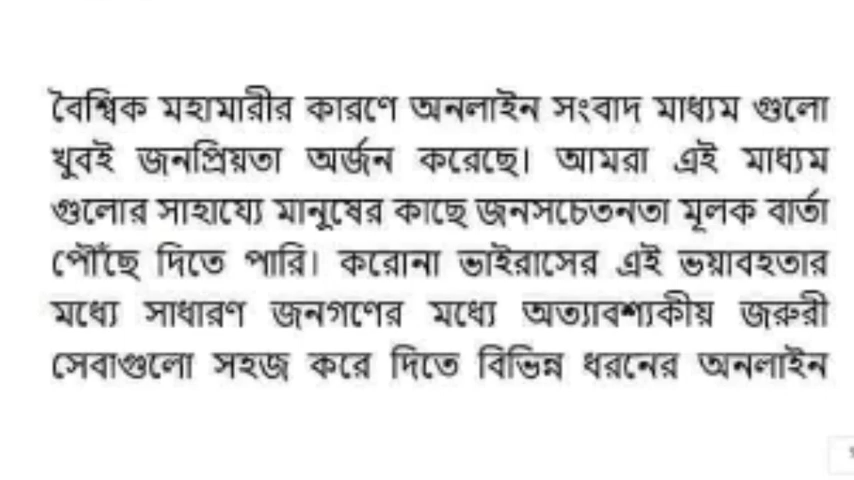 বৈশ্বিক মহামারীর কারণে অনলাইন সংবাদ মাধ্যম গুলো
খুবই জনপ্রিয়তা অর্জন করেছে। আমরা এই মাধ্যম
গুলোর সাহায্যে মানুষের কাছে জনসচেতনতা মূলক বার্তা
পৌঁছে দিতে পারি। করোনা ভাইরাসের এই ভয়াবহতার
মধ্যে সাধারণ জনগণের মধ্যে অত্যাবশ্যকীয় জরুরী
সেবাগুলো সহজ করে দিতে বিভিন্ন ধরনের অনলাইন